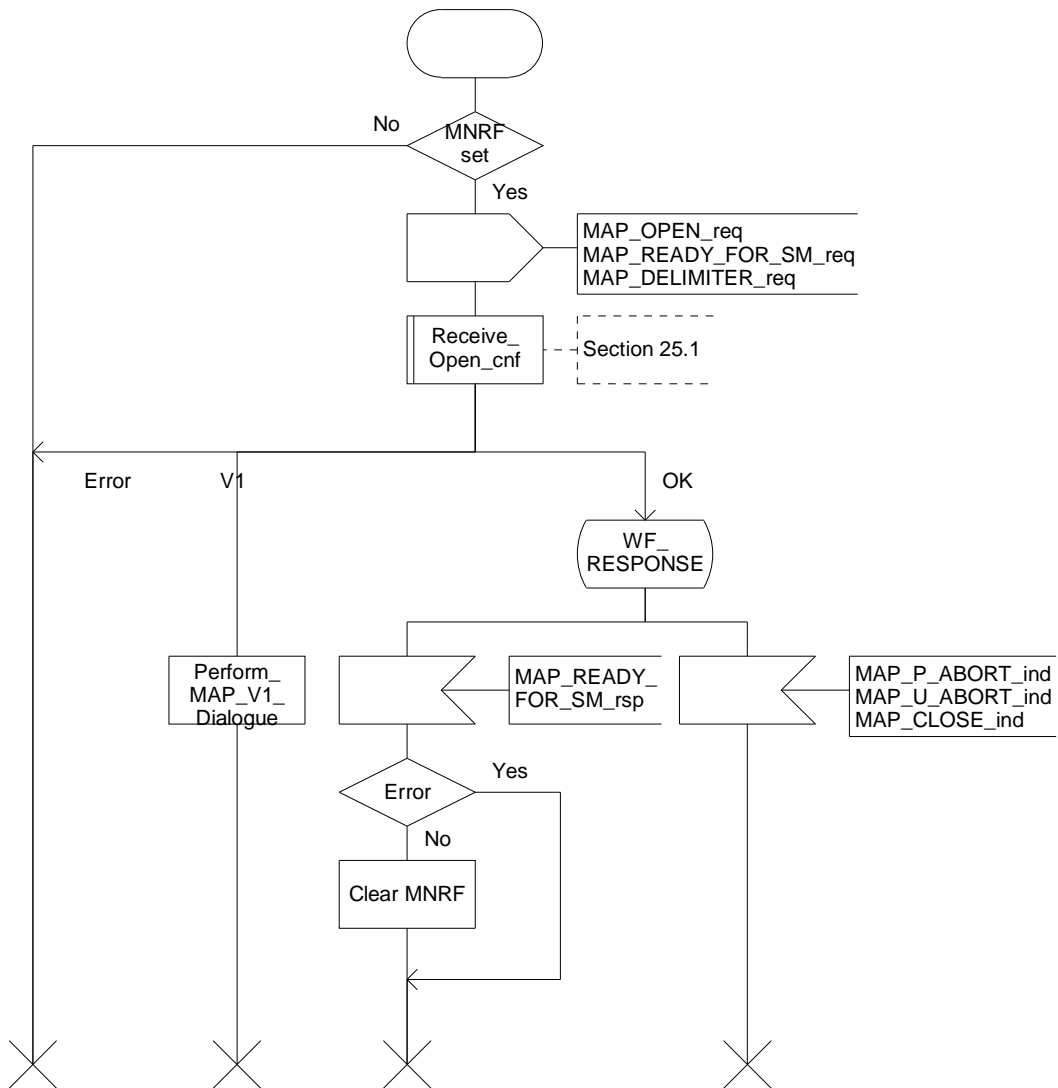 No
MNRF
set
Yes
MAP_OPEN_req
MAP_READY_FOR_SM_req
MAP_DELIMITER_req
Receive_
Open_cnf
Section 25.1
Error
V1
OK
WF_
RESPONSE
Perform_
MAP_V1_
Dialogue
MAP_READY_
FOR_SM_rsp
MAP_P_ABORT_ind
MAP_U_ABORT_ind
MAP_CLOSE_ind
Yes
Error
No
Clear MNRF